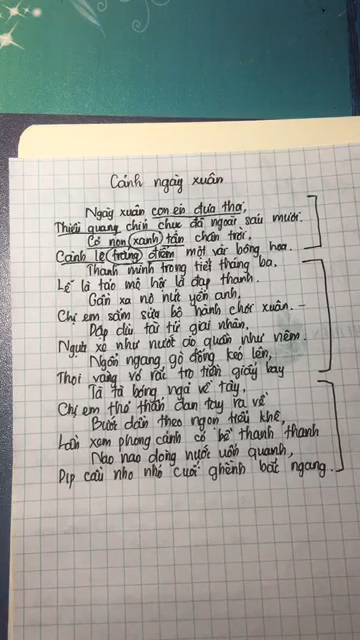 Cảnh ngày xuân
Ngày xuân con én đưa thoi,
Thiều quang chín chục đã ngoài sáu mươi.
Cỏ non (xanh) tận chân trời,
Cành lê (trắng) điểm một vài bông hoa.
Thanh minh trong tiết tháng ba,
Lễ là tảo mộ hội là đạp thanh.
Gần xa nô nức yến anh,
Chị em sắm sửa bộ hành chơi xuân.
Dập dìu tài tử giai nhân,
Ngựa xe như nước áo quần như nêm.
Ngổn ngang gò đống kéo lên,
Thoi vàng vó rắc tro tiền giấy bay
Tà tà bóng ngả về tây,
Chị em thơ thẩn dan tay ra về
Bước dần theo ngọn tiểu khê,
Lần xem phong cảnh có bề thanh thanh
Nao nao dòng nước uốn quanh,
Dịp cầu nho nhỏ cuối ghềnh bắc ngang.